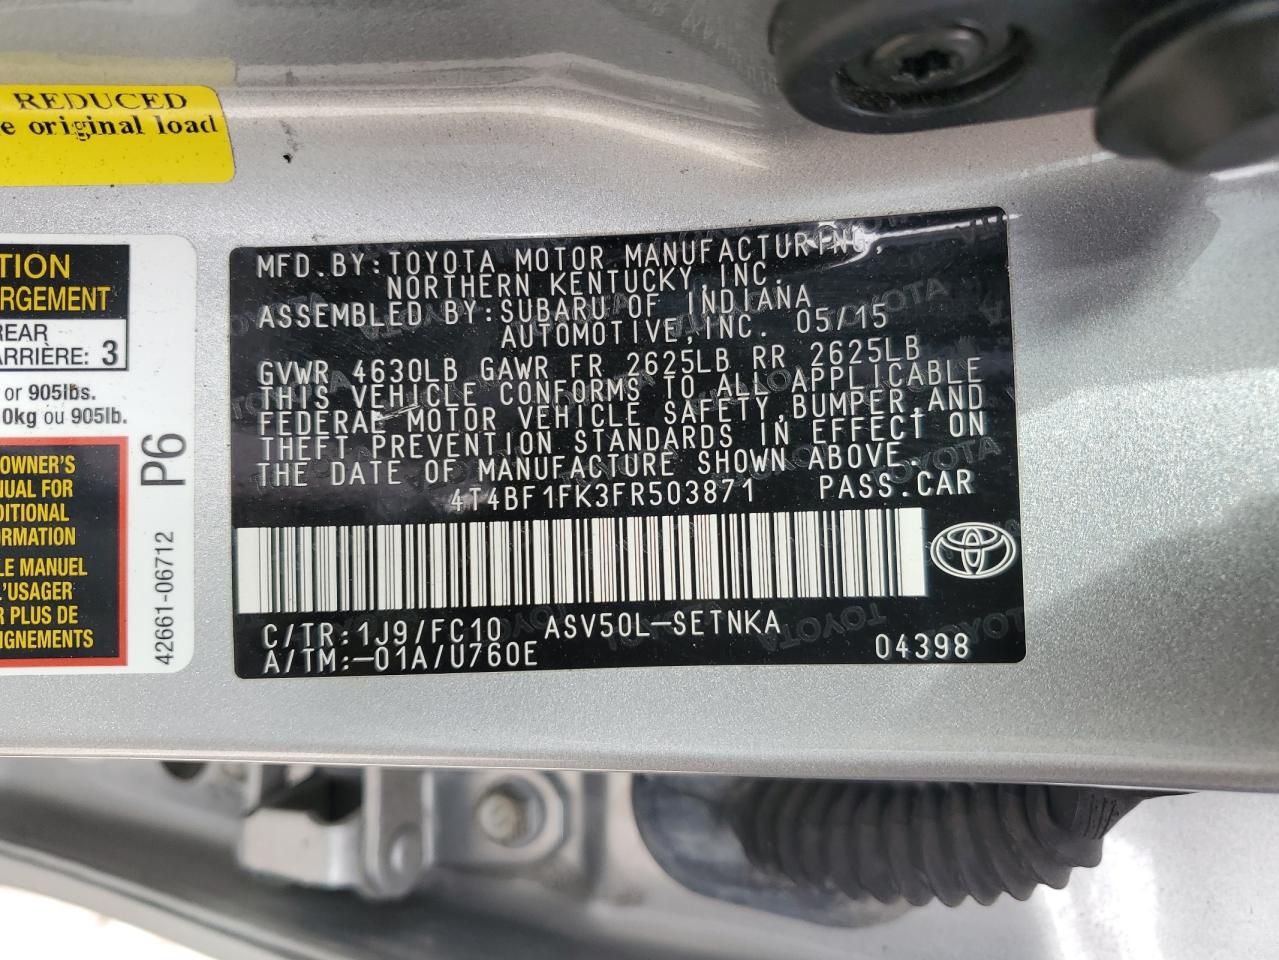 REDUCED
e original load
TION
RGEMENT
REAR
ARRIÈRE: 3
or 905lbs.
0kg ou 905lb.
OWNER'S
NUAL FOR
DITIONAL
ORMATION
LE MANUEL
L'USAGER
R PLUS DE
IGNEMENTS
P6
42661-06712
MFD.BY:TOYOTA MOTOR MANUFACTURING,
NORTHERN KENTUCKY,INC.
ASSEMBLED BY:SUBARU OF INDIANA
AUTOMOTIVE,INC. 05/15
GVWR 4630LB GAWR FR 2625LB RR 2625LB
THIS VEHICLE CONFORMS TO ALL APPLICABLE
FEDERAL MOTOR VEHICLE SAFETY,BUMPER,AND
THEFT PREVENTION STANDARDS IN EFFECT ON
THE DATE OF MANUFACTURE SHOWN ABOVE.
4T4BF1FK3FR503871 PASS.CAR
C/TR:1J9/FC10 ASV50L-SETNKA
A/TM:-01A/U760E 04398